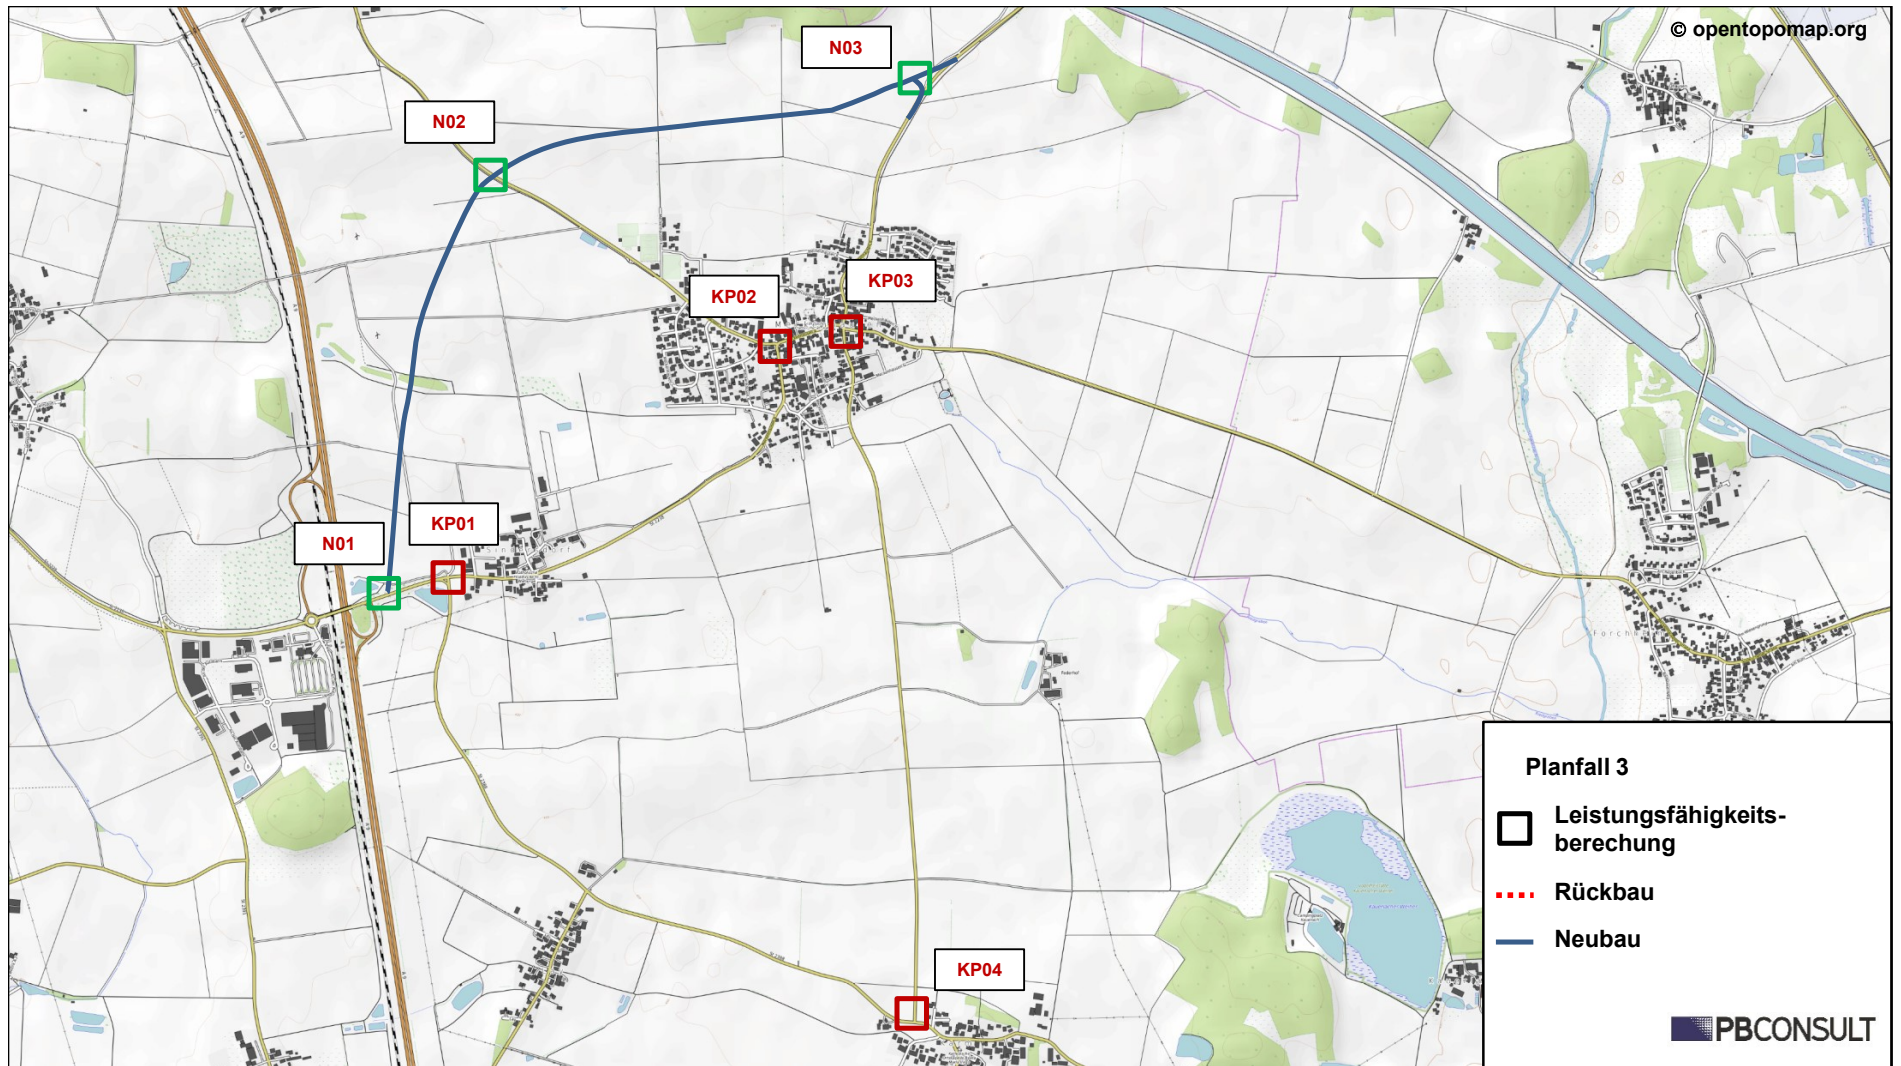 © opentopomap.org
N03
N02
KP03
KP02
KP01
N01
KP04
Planfall 3
Leistungsfähigkeits-
berechung
Rückbau
Neubau
PBCONSULT